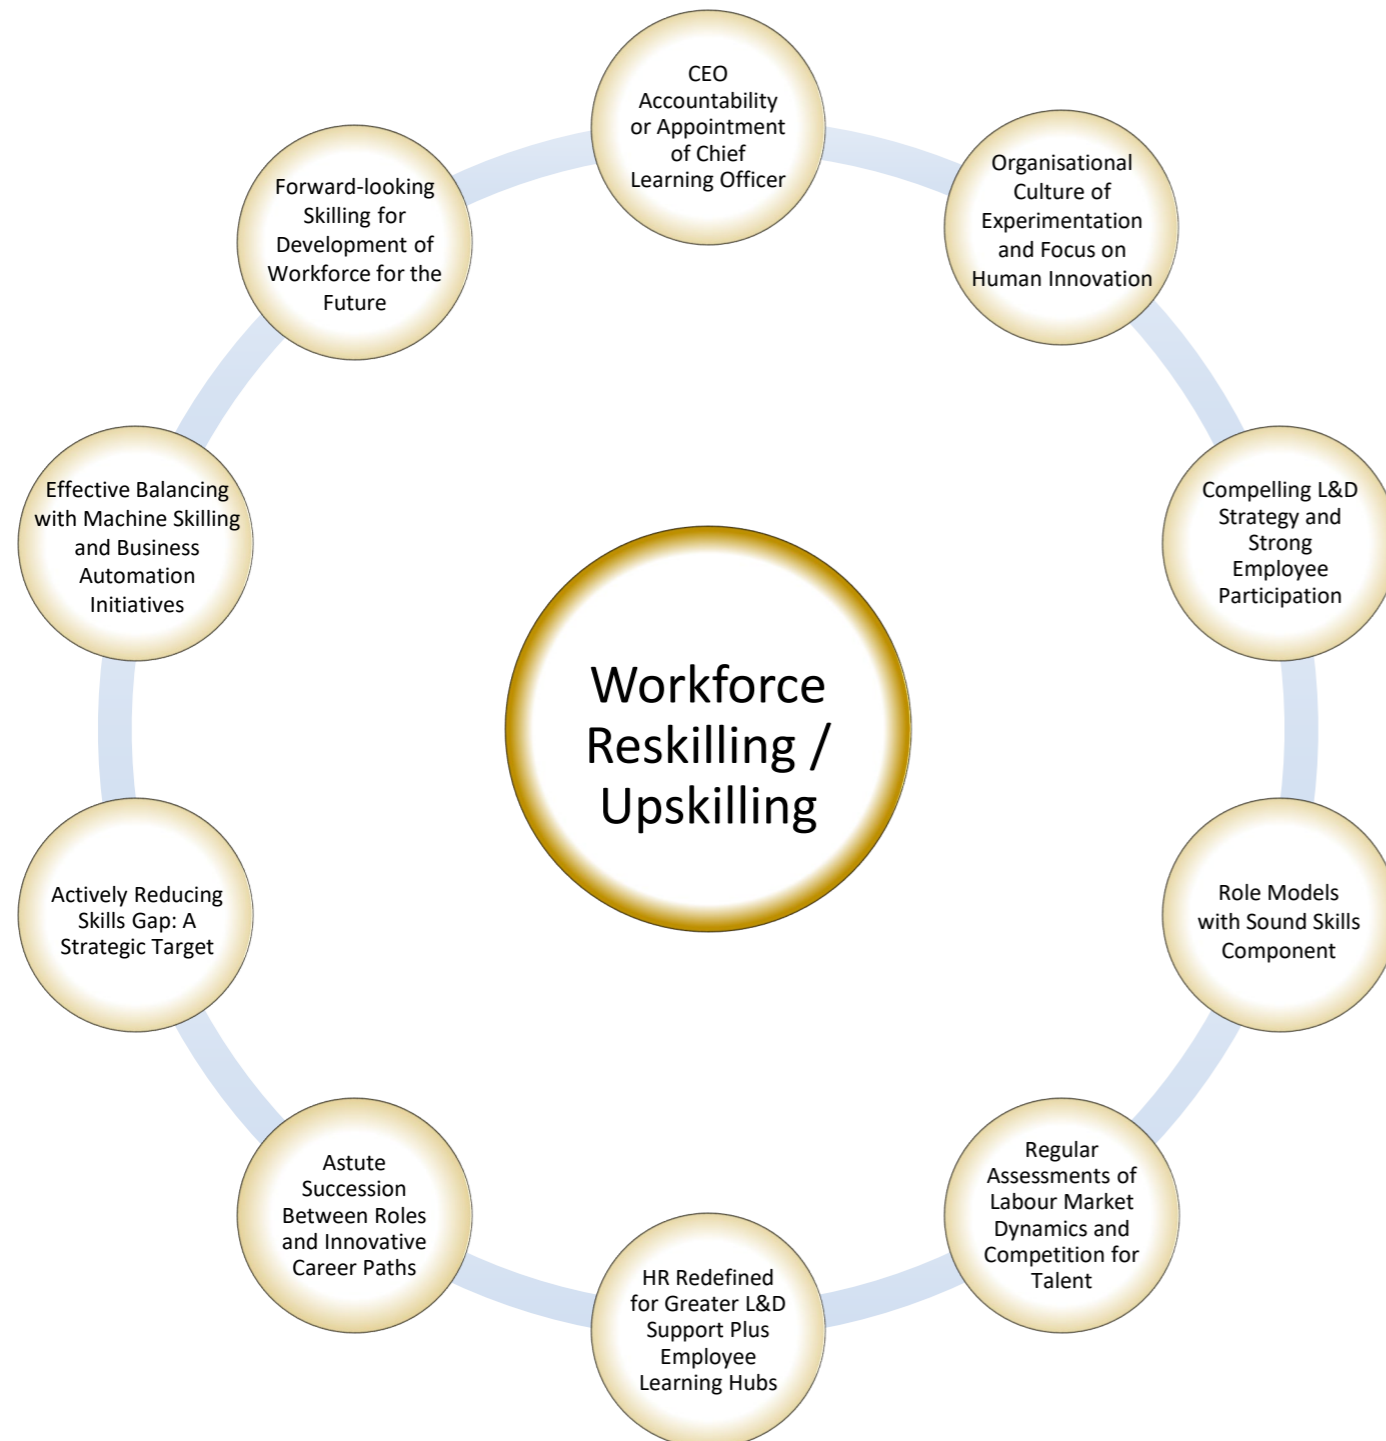 CEO
Accountability
or Appointment
of Chief
Learning Officer
Organisational
Culture of
Experimentation
and Focus on
Human Innovation
Compelling L&D
Strategy and
Strong
Employee
Participation
Role Models
with Sound Skills
Component
Regular
Assessments of
Labour Market
Dynamics and
Competition for
Talent
HR Redefined
for Greater L&D
Support Plus
Employee
Learning Hubs
Astute
Succession
Between Roles
and Innovative
Career Paths
Actively Reducing
Skills Gap: A
Strategic Target
Effective Balancing
with Machine Skilling
and Business
Automation
Initiatives
Forward-looking
Skilling for
Development of
Workforce for the
Future
Workforce
Reskilling /
Upskilling